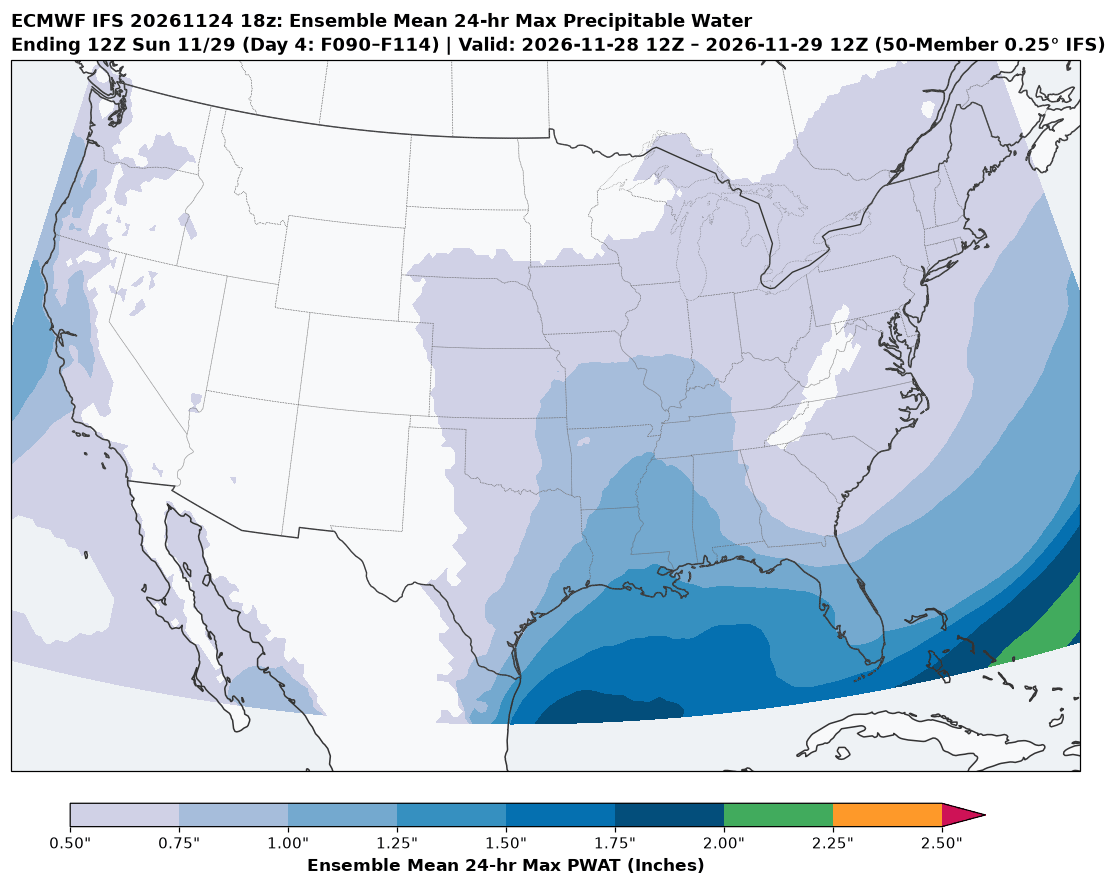 ECMWF IFS 20261124 18z: Ensemble Mean 24-hr Max Precipitable Water
Ending 12Z Sun 11/29 (Day 4: F090–F114) | Valid: 2026-11-28 12Z – 2026-11-29 12Z (50-Member 0.25° IFS)
0.50" 0.75" 1.00" 1.25" 1.50" 1.75" 2.00" 2.25" 2.50"
Ensemble Mean 24-hr Max PWAT (Inches)